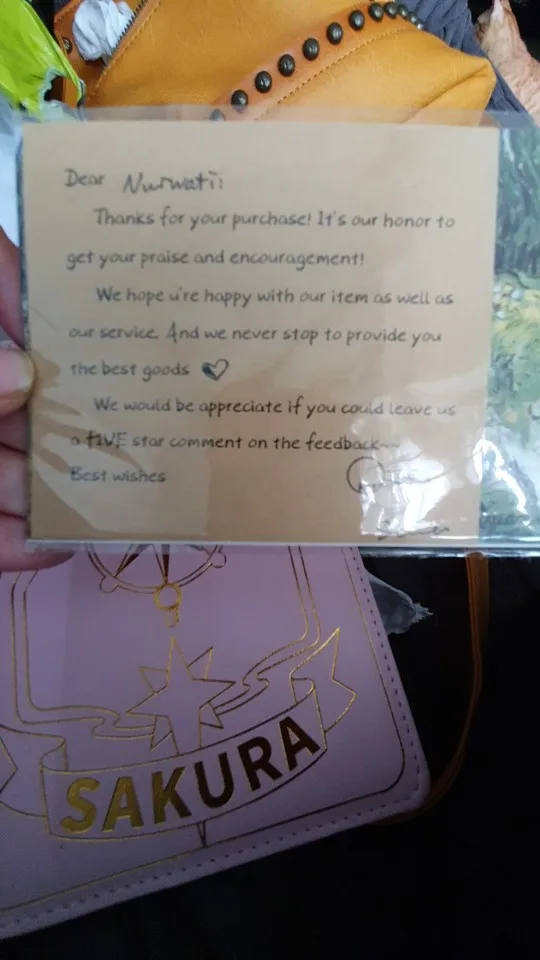 Dear Nurwati:
Thanks for your purchase! It's our honor to
get your praise and encouragement!
We hope u're happy with our item as well as
our service. And we never stop to provide you
the best goods ♡
We would be appreciate if you could leave us
a fIVE star comment on the feedback~~
Best wishes
SAKURA